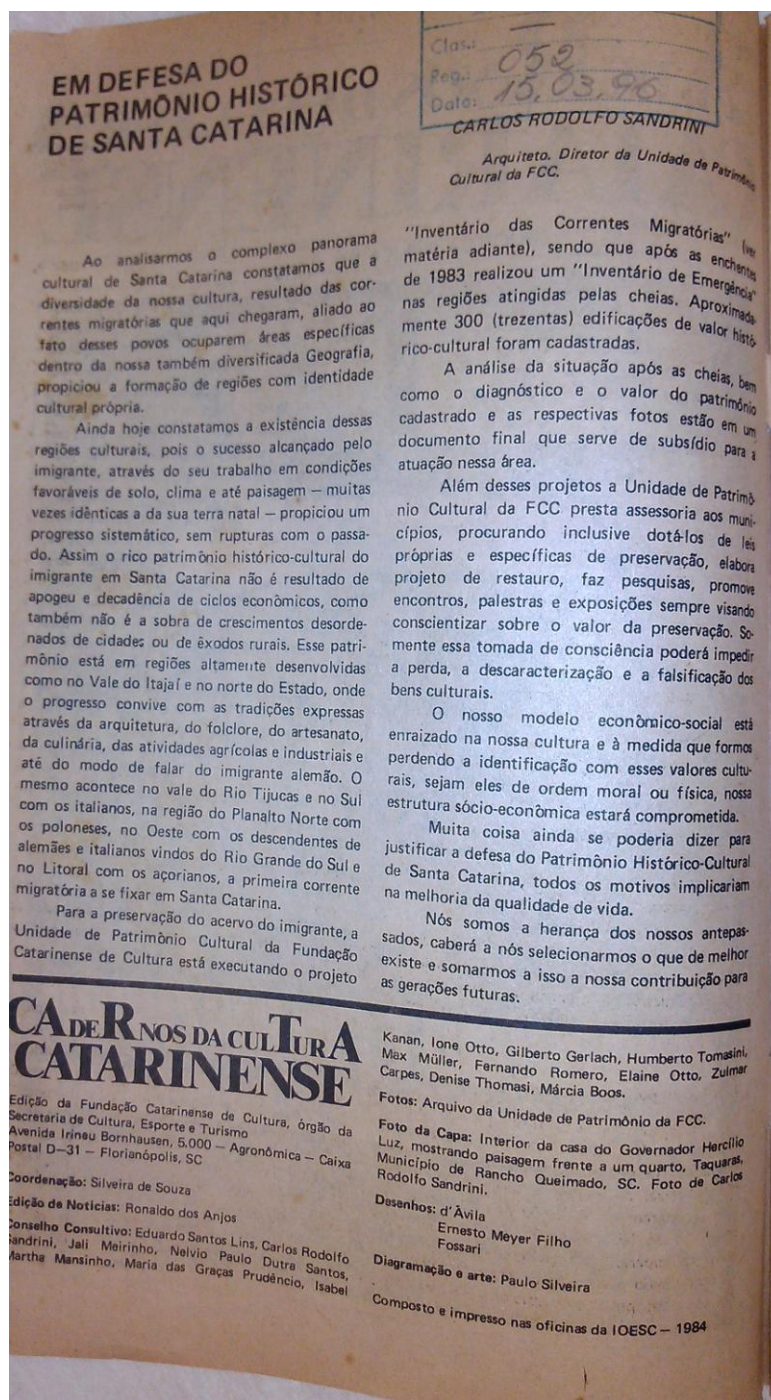 EM DEFESA DO
PATRIMÔNIO HISTÓRICO
DE SANTA CATARINA
Clas.:
Reg.: 052
Data: 15.03.96
CARLOS RODOLFO SANDRINI
Arquiteto. Diretor da Unidade de Patrimônio
Cultural da FCC.
Ao analisarmos o complexo panorama
cultural de Santa Catarina constatamos que a
diversidade da nossa cultura, resultado das cor-
rentes migratórias que aqui chegaram, aliado ao
fato desses povos ocuparem áreas específicas
dentro da nossa também diversificada Geografia,
propiciou a formação de regiões com identidade
cultural própria.
Ainda hoje constatamos a existência dessas
regiões culturais, pois o sucesso alcançado pelo
imigrante, através do seu trabalho em condições
favoráveis de solo, clima e até paisagem — muitas
vezes idênticas a da sua terra natal — propiciou um
progresso sistemático, sem rupturas com o passa-
do. Assim o rico patrimônio histórico-cultural do
imigrante em Santa Catarina não é resultado de
apogeu e decadência de ciclos econômicos, como
também não é a sobra de crescimentos desorde-
nados de cidades ou de êxodos rurais. Esse patri-
mônio está em regiões altamente desenvolvidas
como no Vale do Itajaí e no norte do Estado, onde
o progresso convive com as tradições expressas
através da arquitetura, do folclore, do artesanato,
da culinária, das atividades agrícolas e industriais e
até do modo de falar do imigrante alemão. O
mesmo acontece no vale do Rio Tijucas e no Sul
com os italianos, na região do Planalto Norte com
os poloneses, no Oeste com os descendentes de
alemães e italianos vindos do Rio Grande do Sul e
no Litoral com os açorianos, a primeira corrente
migratória a se fixar em Santa Catarina.
Para a preservação do acervo do imigrante, a
Unidade de Patrimônio Cultural da Fundação
Catarinense de Cultura está executando o projeto
"Inventário das Correntes Migratórias" (ver
matéria adiante), sendo que após as enchentes
de 1983 realizou um "Inventário de Emergência"
nas regiões atingidas pelas cheias. Aproximada-
mente 300 (trezentas) edificações de valor histó-
rico-cultural foram cadastradas.
A análise da situação após as cheias, bem
como o diagnóstico e o valor do patrimônio
cadastrado e as respectivas fotos estão em um
documento final que serve de subsídio para a
atuação nessa área.
Além desses projetos a Unidade de Patrimô-
nio Cultural da FCC presta assessoria aos muni-
cípios, procurando inclusive dotá-los de leis
próprias e específicas de preservação, elabora
projeto de restauro, faz pesquisas, promove
encontros, palestras e exposições sempre visando
conscientizar sobre o valor da preservação. So-
mente essa tomada de consciência poderá impedir
a perda, a descaracterização e a falsificação dos
bens culturais.
O nosso modelo econômico-social está
enraizado na nossa cultura e à medida que formos
perdendo a identificação com esses valores cultu-
rais, sejam eles de ordem moral ou física, nossa
estrutura sócio-econômica estará comprometida.
Muita coisa ainda se poderia dizer para
justificar a defesa do Patrimônio Histórico-Cultural
de Santa Catarina, todos os motivos implicariam
na melhoria da qualidade de vida.
Nós somos a herança dos nossos antepas-
sados, caberá a nós selecionarmos o que de melhor
existe e somarmos a isso a nossa contribuição para
as gerações futuras.
CADERNOS DA CULTURA
CATARINENSE
Edição da Fundação Catarinense de Cultura, órgão da
Secretaria de Cultura, Esporte e Turismo
Avenida Irineu Bornhausen, 5.000 — Agronômica — Caixa
Postal D—31 — Florianópolis, SC
Coordenação: Silveira de Souza
Edição de Notícias: Ronaldo dos Anjos
Conselho Consultivo: Eduardo Santos Lins, Carlos Rodolfo
Sandrini, Jali Meirinho, Nelvio Paulo Dutra Santos,
Martha Mansinho, Maria das Graças Prudêncio, Isabel
Kanan, Ione Otto, Gilberto Gerlach, Humberto Tomasini,
Max Müller, Fernando Romero, Elaine Otto, Zulmar
Carpes, Denise Thomasi, Márcia Boos.
Fotos: Arquivo da Unidade de Patrimônio da FCC.
Foto da Capa: Interior da casa do Governador Hercílio
Luz, mostrando paisagem frente a um quarto, Taquaras,
Município de Rancho Queimado, SC. Foto de Carlos
Rodolfo Sandrini.
Desenhos: d'Ávila
Ernesto Meyer Filho
Fossari
Diagramação e arte: Paulo Silveira
Composto e impresso nas oficinas da IOESC — 1984